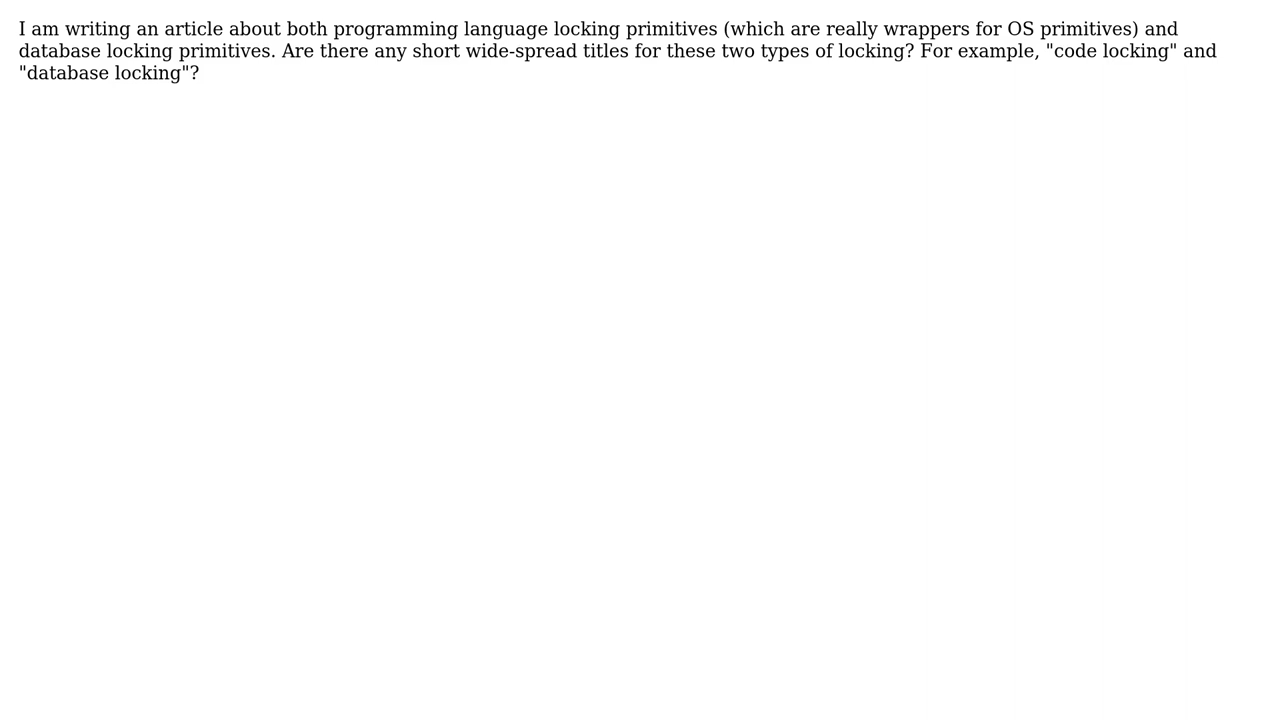 I am writing an article about both programming language locking primitives (which are really wrappers for OS primitives) and
database locking primitives. Are there any short wide-spread titles for these two types of locking? For example, "code locking" and
"database locking"?